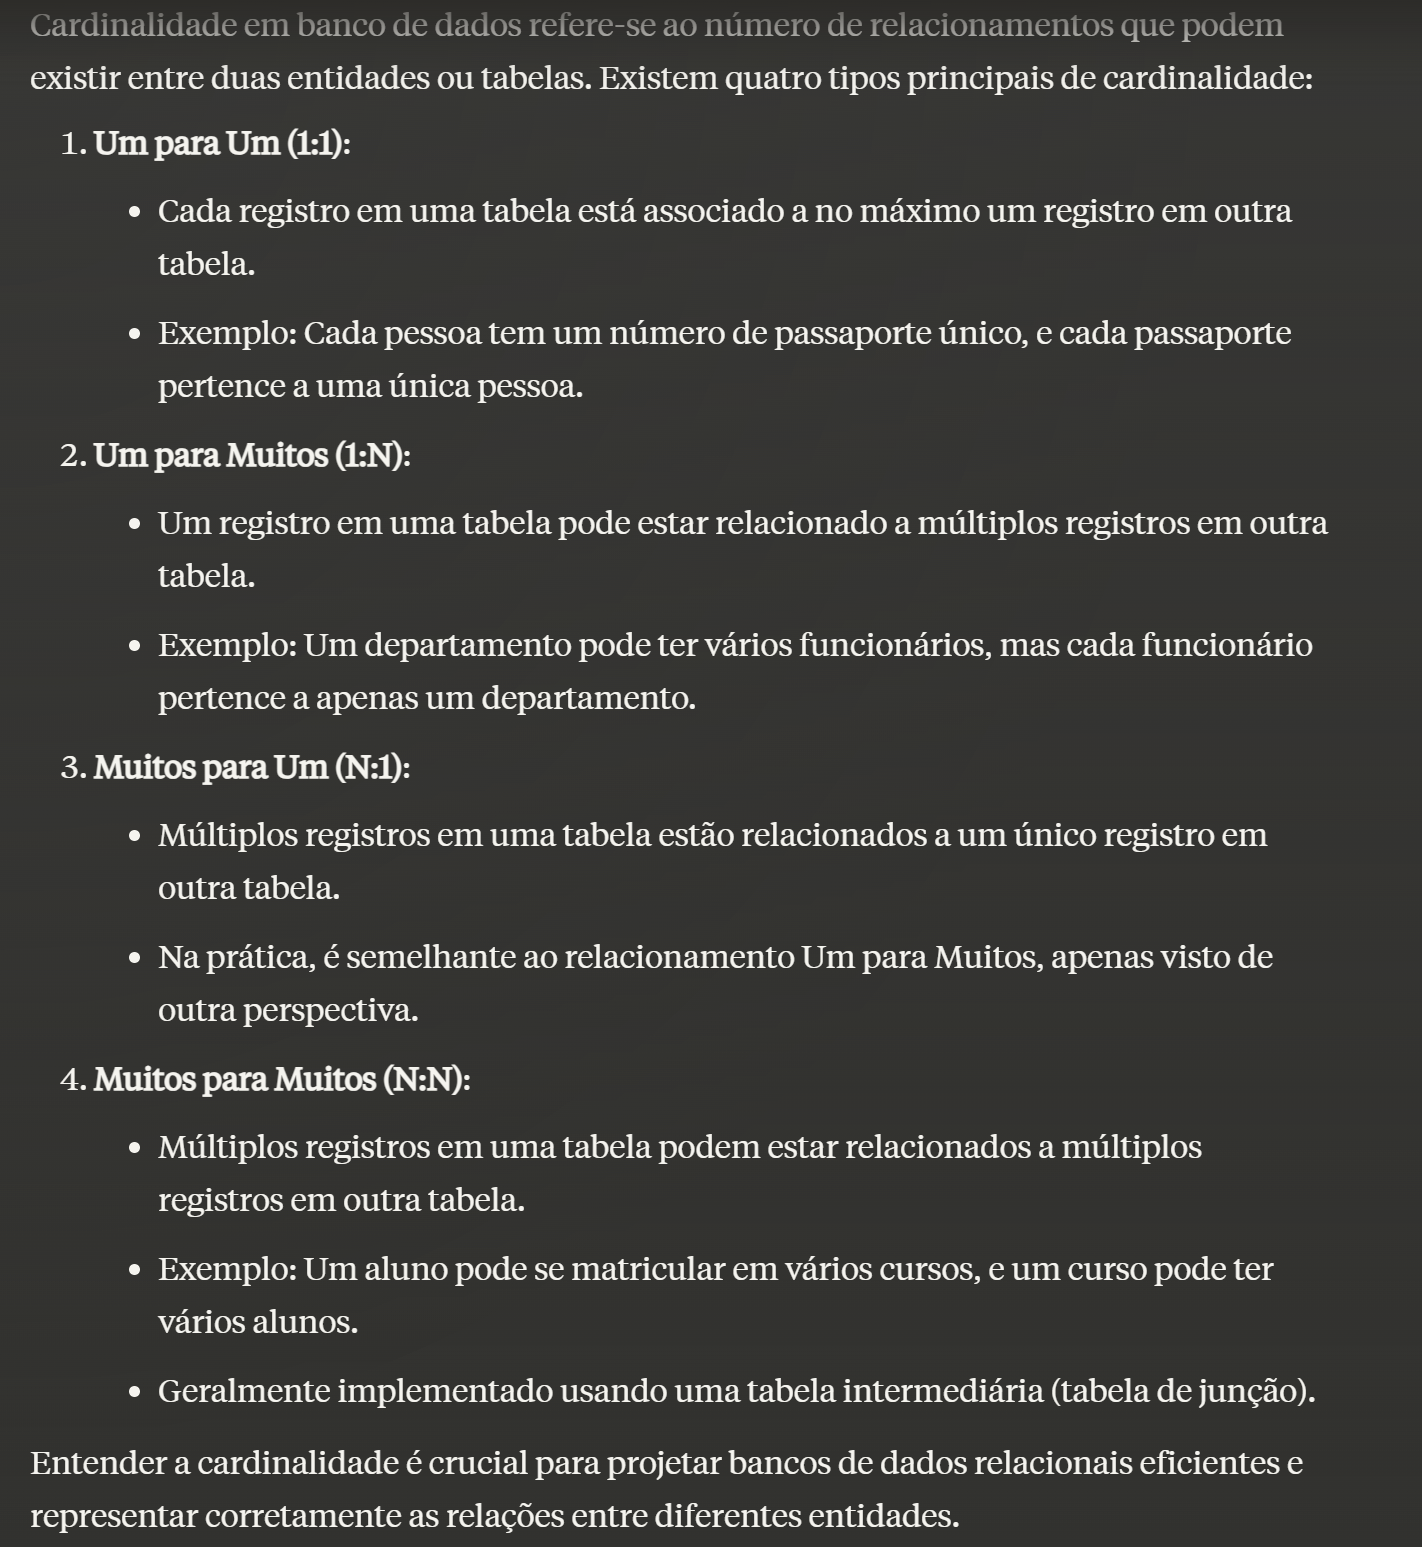 Cardinalidade em banco de dados refere-se ao número de relacionamentos que podem
existir entre duas entidades ou tabelas. Existem quatro tipos principais de cardinalidade:
1. Um para Um (1:1):
• Cada registro em uma tabela está associado a no máximo um registro em outra
tabela.
• Exemplo: Cada pessoa tem um número de passaporte único, e cada passaporte
pertence a uma única pessoa.
2. Um para Muitos (1:N):
• Um registro em uma tabela pode estar relacionado a múltiplos registros em outra
tabela.
• Exemplo: Um departamento pode ter vários funcionários, mas cada funcionário
pertence a apenas um departamento.
3. Muitos para Um (N:1):
• Múltiplos registros em uma tabela estão relacionados a um único registro em
outra tabela.
• Na prática, é semelhante ao relacionamento Um para Muitos, apenas visto de
outra perspectiva.
4. Muitos para Muitos (N:N):
• Múltiplos registros em uma tabela podem estar relacionados a múltiplos
registros em outra tabela.
• Exemplo: Um aluno pode se matricular em vários cursos, e um curso pode ter
vários alunos.
• Geralmente implementado usando uma tabela intermediária (tabela de junção).
Entender a cardinalidade é crucial para projetar bancos de dados relacionais eficientes e
representar corretamente as relações entre diferentes entidades.